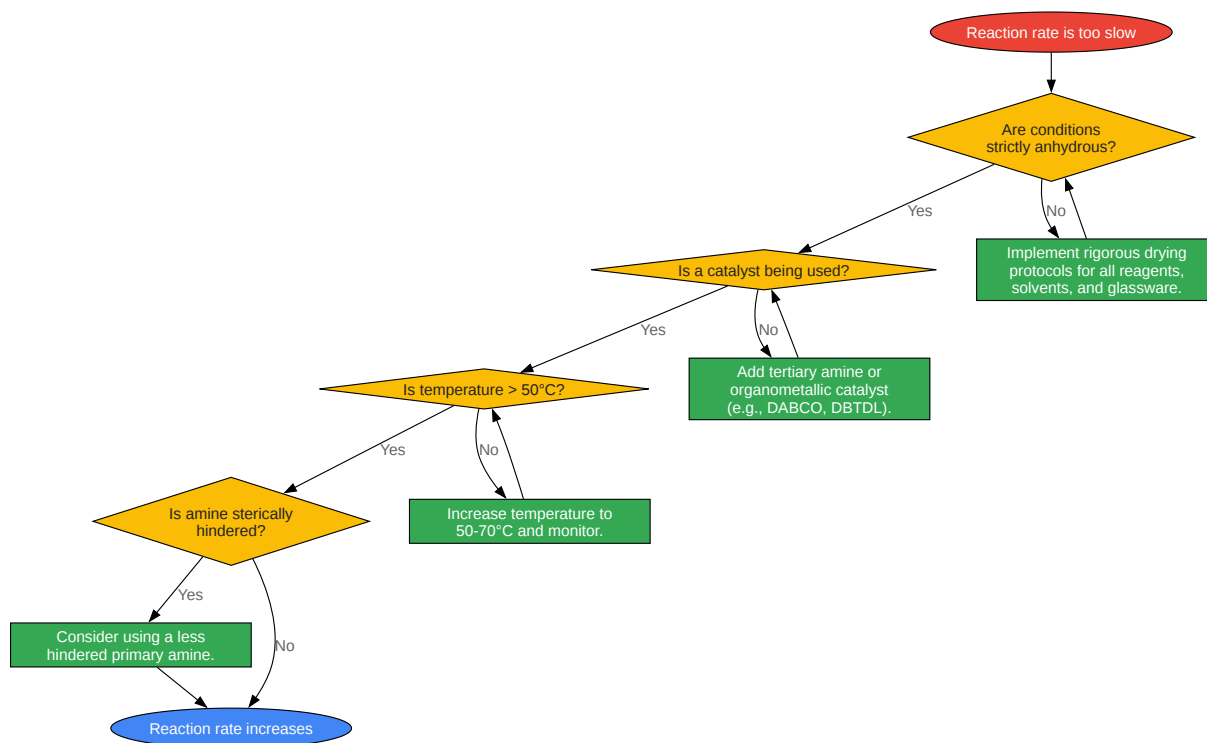 Reaction rate is too slow
Are conditions
strictly anhydrous?
Yes
No
Implement rigorous drying
protocols for all reagents,
solvents, and glassware.
Is a catalyst being used?
Yes
No
Add tertiary amine or
organometallic catalyst
(e.g., DABCO, DBTDL).
Is temperature > 50°C?
Yes
No
Increase temperature to
50-70°C and monitor.
Is amine sterically
hindered?
Yes
No
Consider using a less
hindered primary amine.
Reaction rate increases